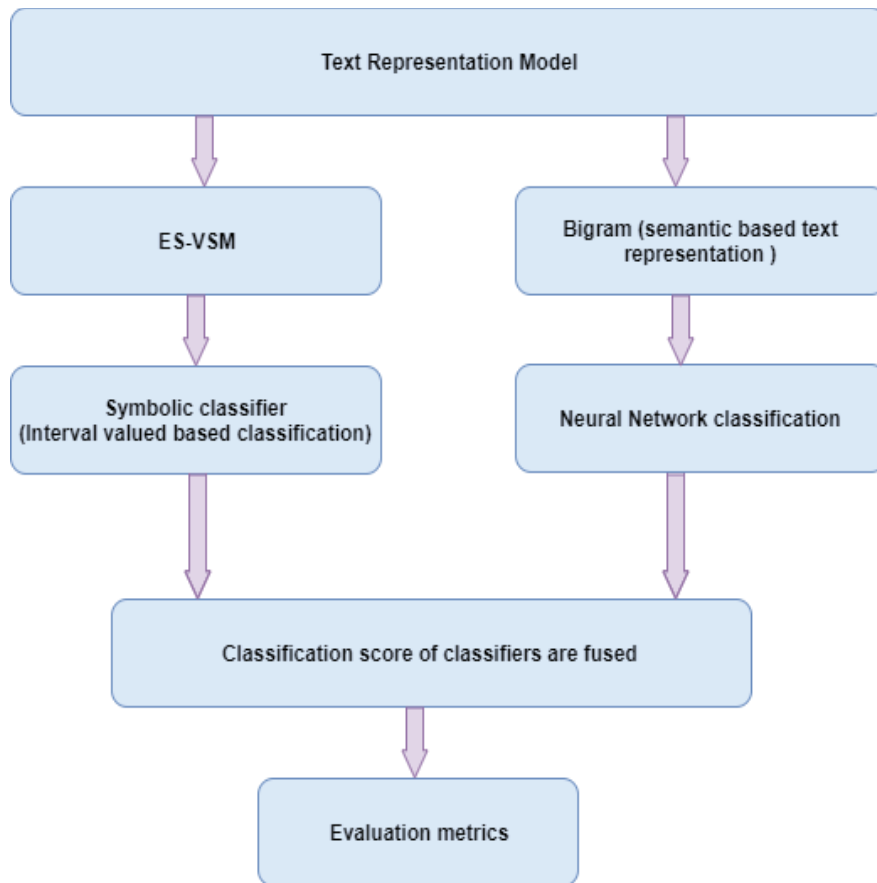 Text Representation Model
ES-VSM
Bigram (semantic based text
representation )
Symbolic classifier
(Interval valued based classification)
Neural Network classification
Classification score of classifiers are fused
Evaluation metrics